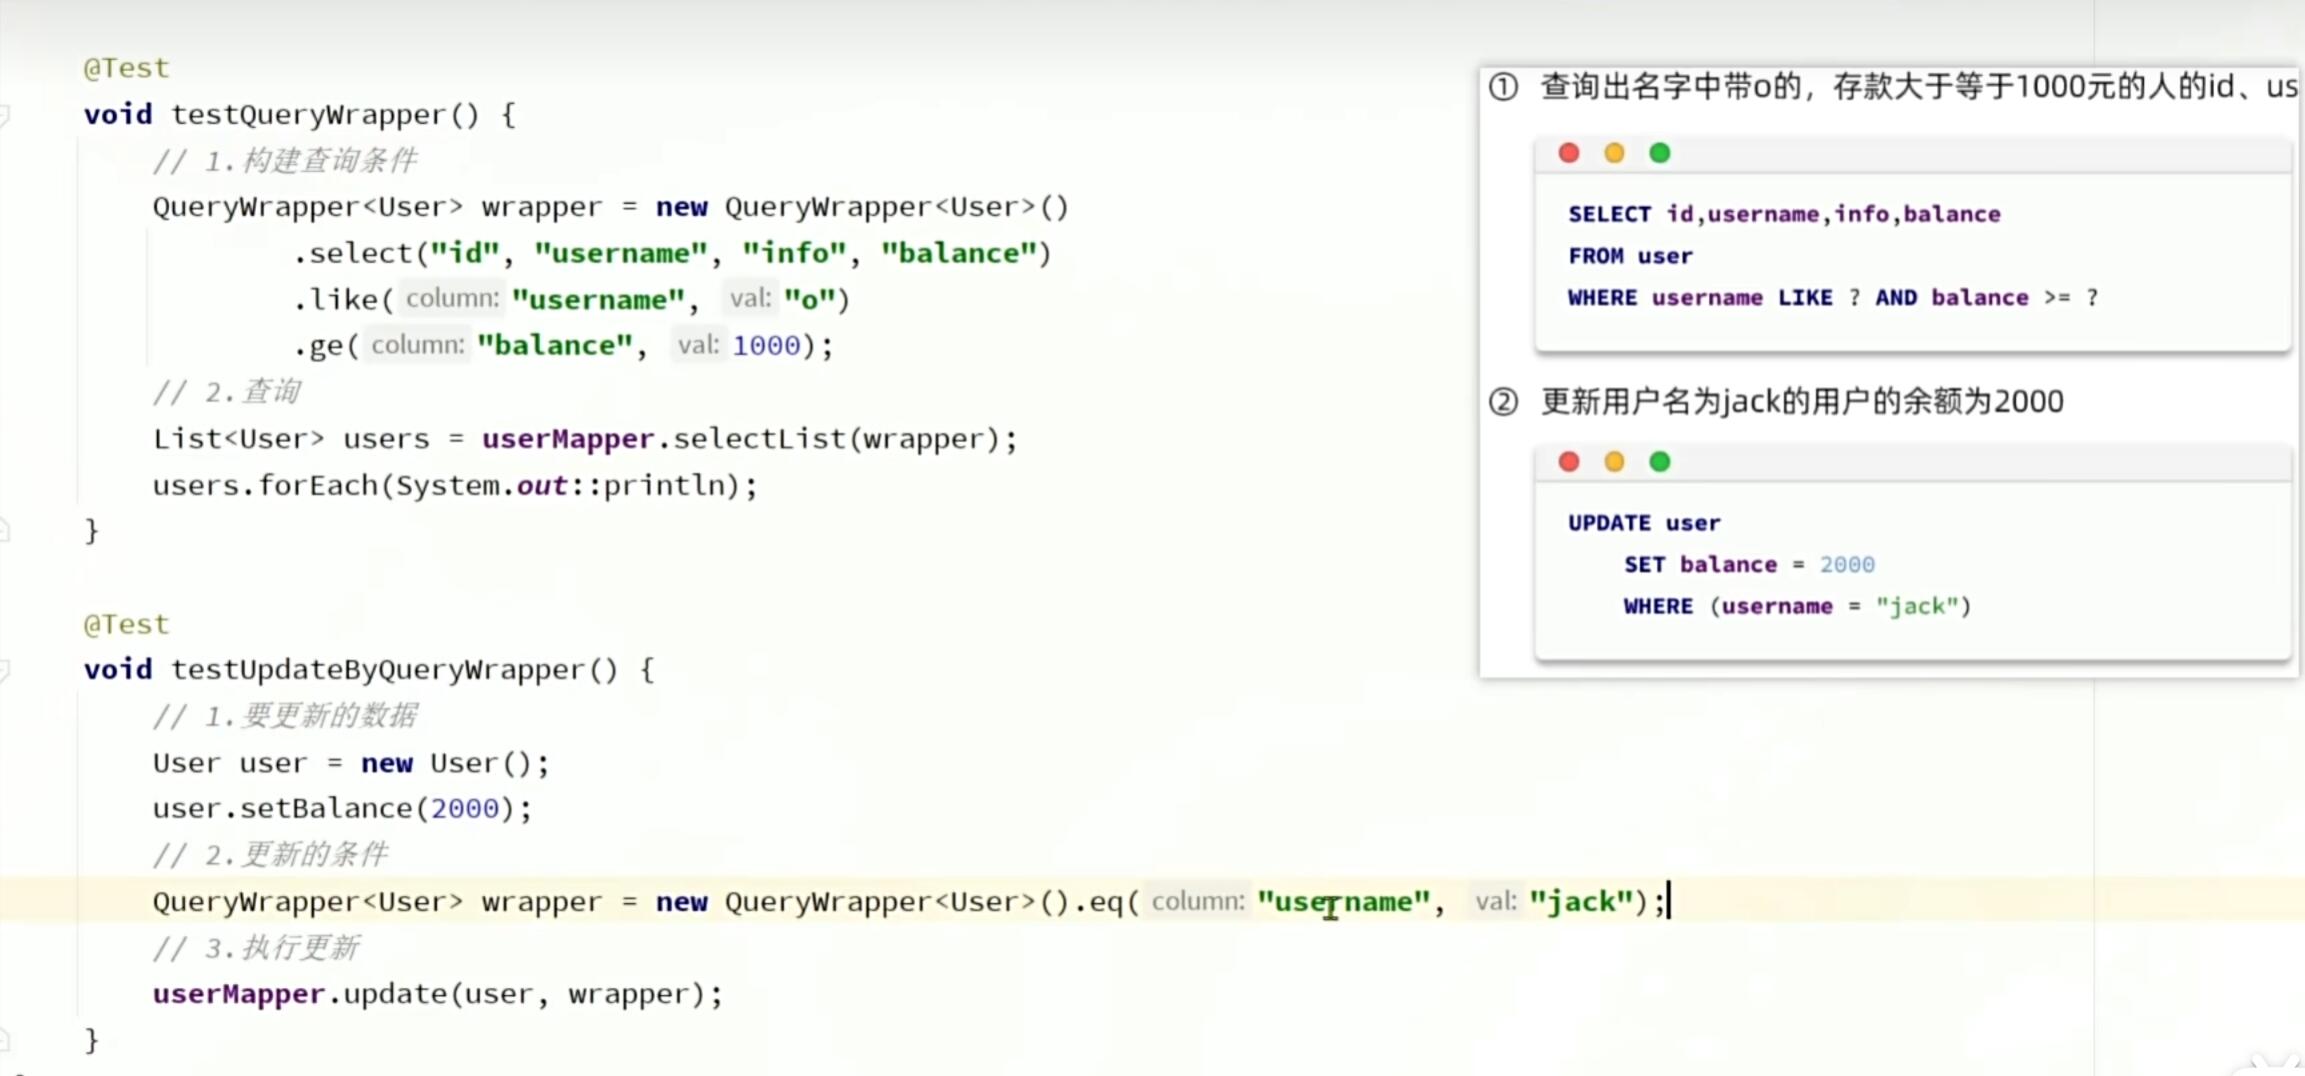 @Test
void testQueryWrapper() {
// 1.构建查询条件
QueryWrapper<User> wrapper = new QueryWrapper<User>()
.select("id", "username", "info", "balance")
.like( column: "username", val: "o")
.ge( column: "balance", val: 1000);
// 2.查询
List<User> users = userMapper.selectList(wrapper);
users.forEach(System.out::println);
}
@Test
void testUpdateByQueryWrapper() {
// 1.要更新的数据
User user = new User();
user.setBalance(2000);
// 2.更新的条件
QueryWrapper<User> wrapper = new QueryWrapper<User>().eq( column: "username", val: "jack");
// 3.执行更新
userMapper.update(user, wrapper);
}
① 查询出名字中带o的，存款大于等于1000元的人的id、us
SELECT id,username,info,balance
FROM user
WHERE username LIKE ? AND balance >= ?
② 更新用户名为jack的用户的余额为2000
UPDATE user
SET balance = 2000
WHERE (username = "jack")